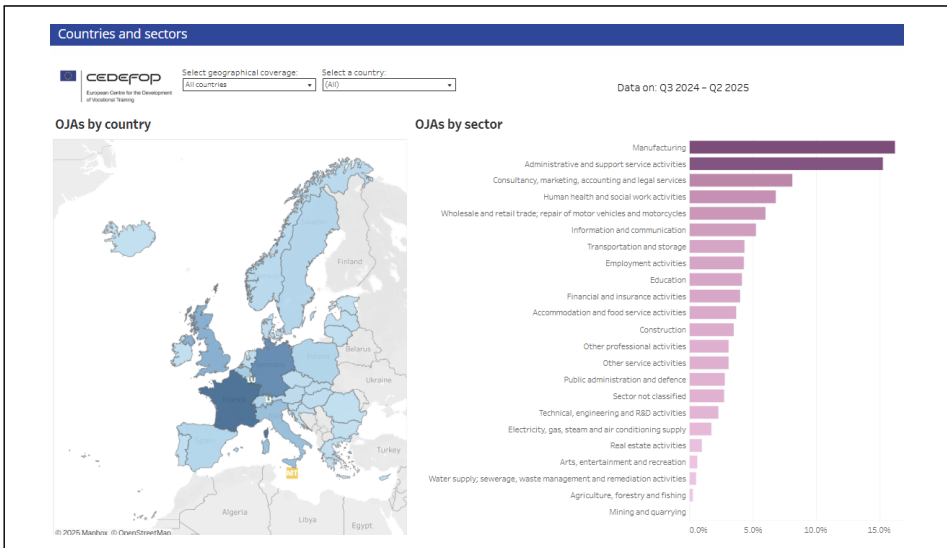 Countries and sectors
CEDEFOP
European Centre for the Development
of Vocational Training
Select geographical coverage:
All countries
Select a country:
(All)
Data on: Q3 2024 – Q2 2025
OJAs by country
Finland
Belarus
Ukraine
Turkey
Algeria
Libya
Egypt
© 2025 Mapbox © OpenStreetMap
OJAs by sector
Manufacturing
Administrative and support service activities
Consultancy, marketing, accounting and legal services
Human health and social work activities
Wholesale and retail trade; repair of motor vehicles and motorcycles
Information and communication
Transportation and storage
Employment activities
Education
Financial and insurance activities
Accommodation and food service activities
Construction
Other professional activities
Other service activities
Public administration and defence
Sector not classified
Technical, engineering and R&D activities
Electricity, gas, steam and air conditioning supply
Real estate activities
Arts, entertainment and recreation
Water supply; sewerage, waste management and remediation activities
Agriculture, forestry and fishing
Mining and quarrying
0.0% 5.0% 10.0% 15.0%